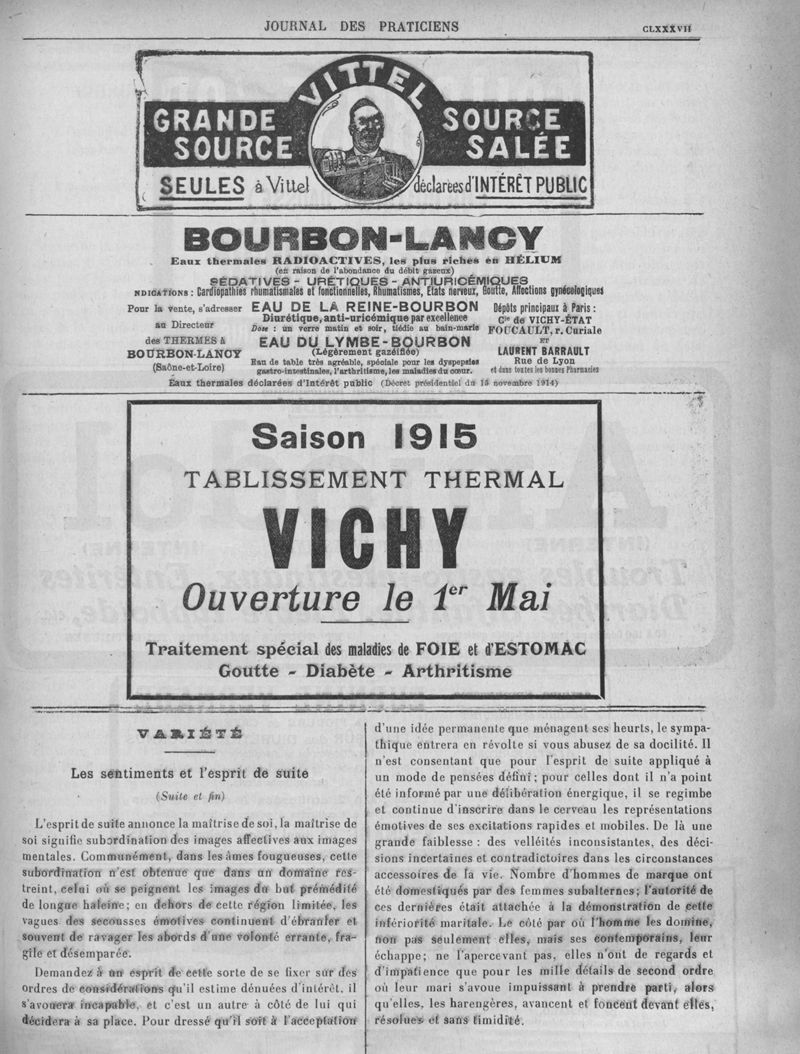 JOURNAL DES PRATICIENS
CLXXXVII
VITTEL
GRANDE SOURCE
SOURCE SALÉE
SEULES à Vittel déclarées d'INTÉRÊT PUBLIC
BOURBON-LANCY
Eaux thermales RADIOACTIVES, les plus riches en HÉLIUM
(en raison de l'abondance du débit gazeux)
SÉDATIVES - URÉTIQUES - ANTIURICÉMIQUES
NDICATIONS : Cardiopathies rhumatismales et fonctionnelles, Rhumatismes, Etats nerveux, Goutte, Affections gynécologiques
Pour la vente, s'adresser
au Directeur
des THERMES à
BOURBON-LANCY
(Saône-et-Loire)
EAU DE LA REINE-BOURBON
Diurétique, anti-uricémique par excellence
Dose : un verre matin et soir, tiédie au bain-marie
EAU DU LYMBE-BOURBON
(Légèrement gazéifiée)
Eau de table très agréable, spéciale pour les dyspepsies
gastro-intestinales, l'arthritisme, les maladies du cœur.
Dépôts principaux à Paris :
Cie de VICHY-ÉTAT
FOUCAULT, r. Curiale
ET
LAURENT BARRAULT
Rue de Lyon
et dans toutes les bonnes Pharmacies
Eaux thermales déclarées d'Intérêt public (Décret présidentiel du 15 novembre 1914)
Saison 1915
TABLISSEMENT THERMAL
VICHY
Ouverture le 1er Mai
Traitement spécial des maladies de FOIE et d'ESTOMAC
Goutte - Diabète - Arthritisme
VARIÉTÉ
Les sentiments et l'esprit de suite
(Suite et fin)
L'esprit de suite annonce la maîtrise de soi, la maîtrise de
soi signifie subordination des images affectives aux images
mentales. Communément, dans les âmes fougueuses, cette
subordination n'est obtenue que dans un domaine res-
treint, celui où se peignent les images du but prémédité
de longue haleine; en dehors de cette région limitée, les
vagues des secousses émotives continuent d'ébranler et
souvent de ravager les abords d'une volonté errante, fra-
gile et désemparée.
Demandez à un esprit de cette sorte de se fixer sur des
ordres de considérations qu'il estime dénuées d'intérêt, il
s'avouera incapable, et c'est un autre à côté de lui qui
décidera à sa place. Pour dressé qu'il soit à l'acceptation
d'une idée permanente que ménagent ses heurts, le sympa-
thique entrera en révolte si vous abusez de sa docilité. Il
n'est consentant que pour l'esprit de suite appliqué à
un mode de pensées défini; pour celles dont il n'a point
été informé par une délibération énergique, il se regimbe
et continue d'inscrire dans le cerveau les représentations
émotives de ses excitations rapides et mobiles. De là une
grande faiblesse : des velléités inconsistantes, des déci-
sions incertaines et contradictoires dans les circonstances
accessoires de la vie. Nombre d'hommes de marque ont
été domestiqués par des femmes subalternes; l'autorité de
ces dernières était attachée à la démonstration de cette
infériorité maritale. Le côté par où l'homme les domine,
non pas seulement elles, mais ses contemporains, leur
échappe; ne l'apercevant pas, elles n'ont de regards et
d'impatience que pour les mille détails de second ordre
où leur mari s'avoue impuissant à prendre parti, alors
qu'elles, les harengères, avancent et foncent devant elles,
résolues et sans timidité.